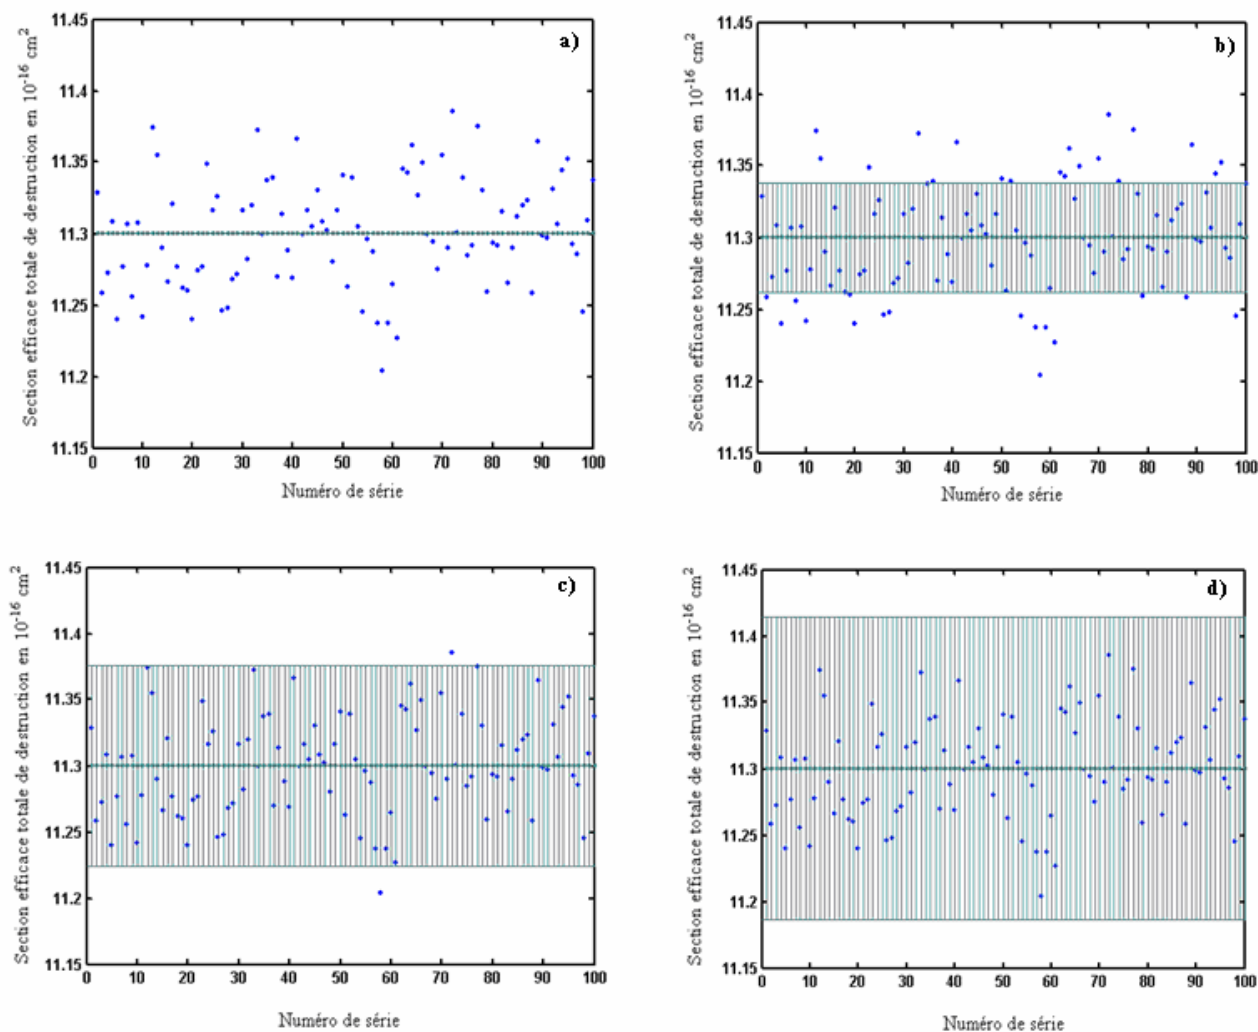 a)
Section efficace totale de destruction en 10⁻¹⁶ cm²
11.45
11.4
11.35
11.3
11.25
11.2
11.15
0 10 20 30 40 50 60 70 80 90 100
Numéro de série
b)
Section efficace totale de destruction en 10⁻¹⁶ cm²
11.45
11.4
11.35
11.3
11.25
11.2
11.15
0 10 20 30 40 50 60 70 80 90 100
Numéro de série
c)
Section efficace totale de destruction en 10⁻¹⁶ cm²
11.45
11.4
11.35
11.3
11.25
11.2
11.15
0 10 20 30 40 50 60 70 80 90 100
Numéro de série
d)
Section efficace totale de destruction en 10⁻¹⁶ cm²
11.45
11.4
11.35
11.3
11.25
11.2
11.15
0 10 20 30 40 50 60 70 80 90 100
Numéro de série